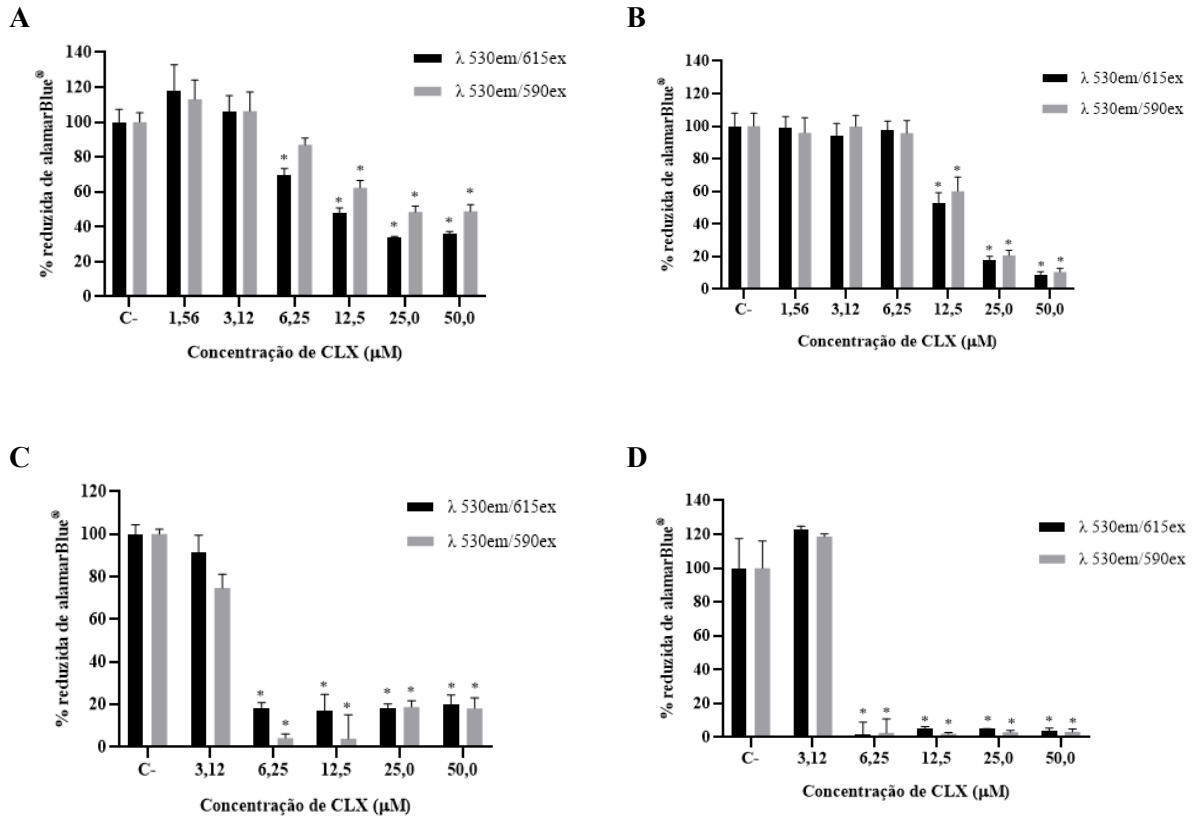 A
% reduzida de alamarBlue®
140
120
100
80
60
40
20
0
λ 530em/615ex
λ 530em/590ex
* * * * * * *
C- 1,56 3,12 6,25 12,5 25,0 50,0
Concentração de CLX (µM)
B
% reduzida de alamarBlue®
140
120
100
80
60
40
20
0
λ 530em/615ex
λ 530em/590ex
* * * * * *
C- 1,56 3,12 6,25 12,5 25,0 50,0
Concentração de CLX (µM)
C
% reduzida de alamarBlue®
120
100
80
60
40
20
0
λ 530em/615ex
λ 530em/590ex
* * * * * * * *
C- 3,12 6,25 12,5 25,0 50,0
Concentração de CLX (µM)
D
% reduzida de alamarBlue®
140
120
100
80
60
40
20
0
λ 530em/615ex
λ 530em/590ex
* * * * * * * *
C- 3,12 6,25 12,5 25,0 50,0
Concentração de CLX (µM)